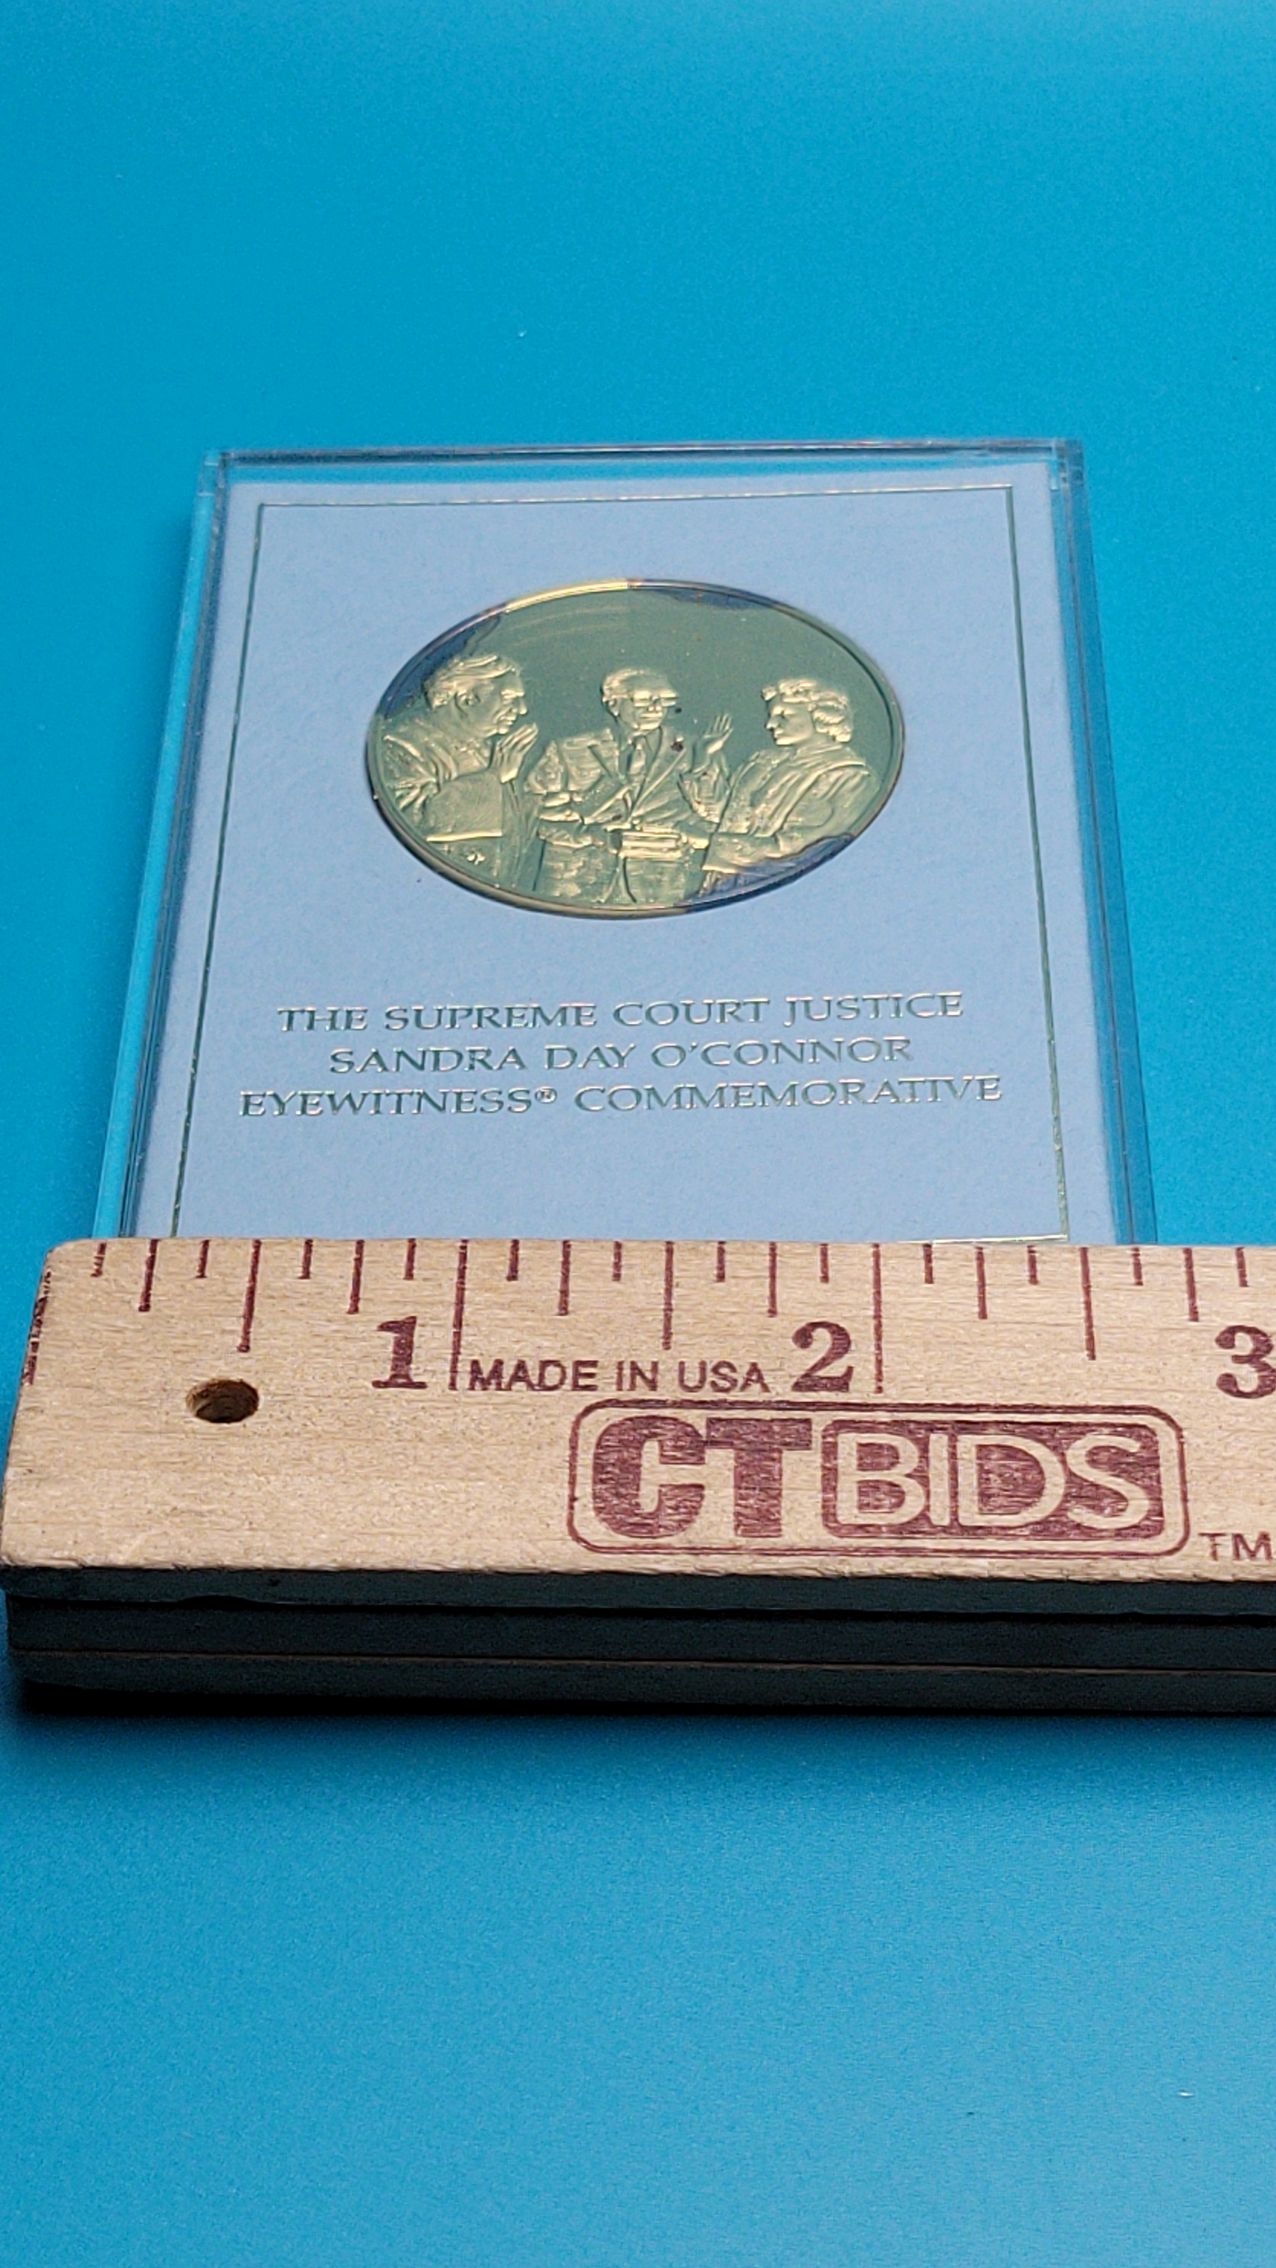 THE SUPREME COURT JUSTICE
SANDRA DAY O'CONNOR
EYEWITNESS® COMMEMORATIVE
1 MADE IN USA 2 3
CTBIDS TM